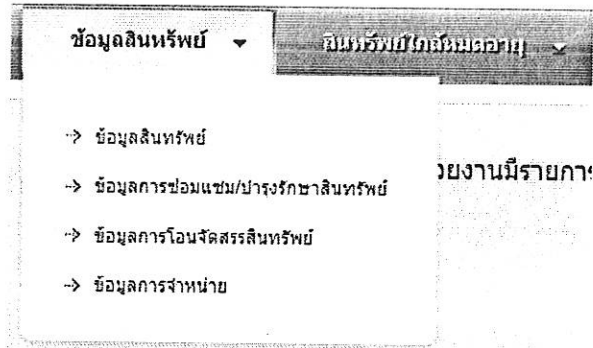 ข้อมูลสินทรัพย์
สินทรัพย์ใกล้หมดอายุ
-> ข้อมูลสินทรัพย์
-> ข้อมูลการซ่อมแซม/บำรุงรักษาสินทรัพย์
-> ข้อมูลการโอนจัดสรรสินทรัพย์
-> ข้อมูลการจำหน่าย
วยงานมีรายการ